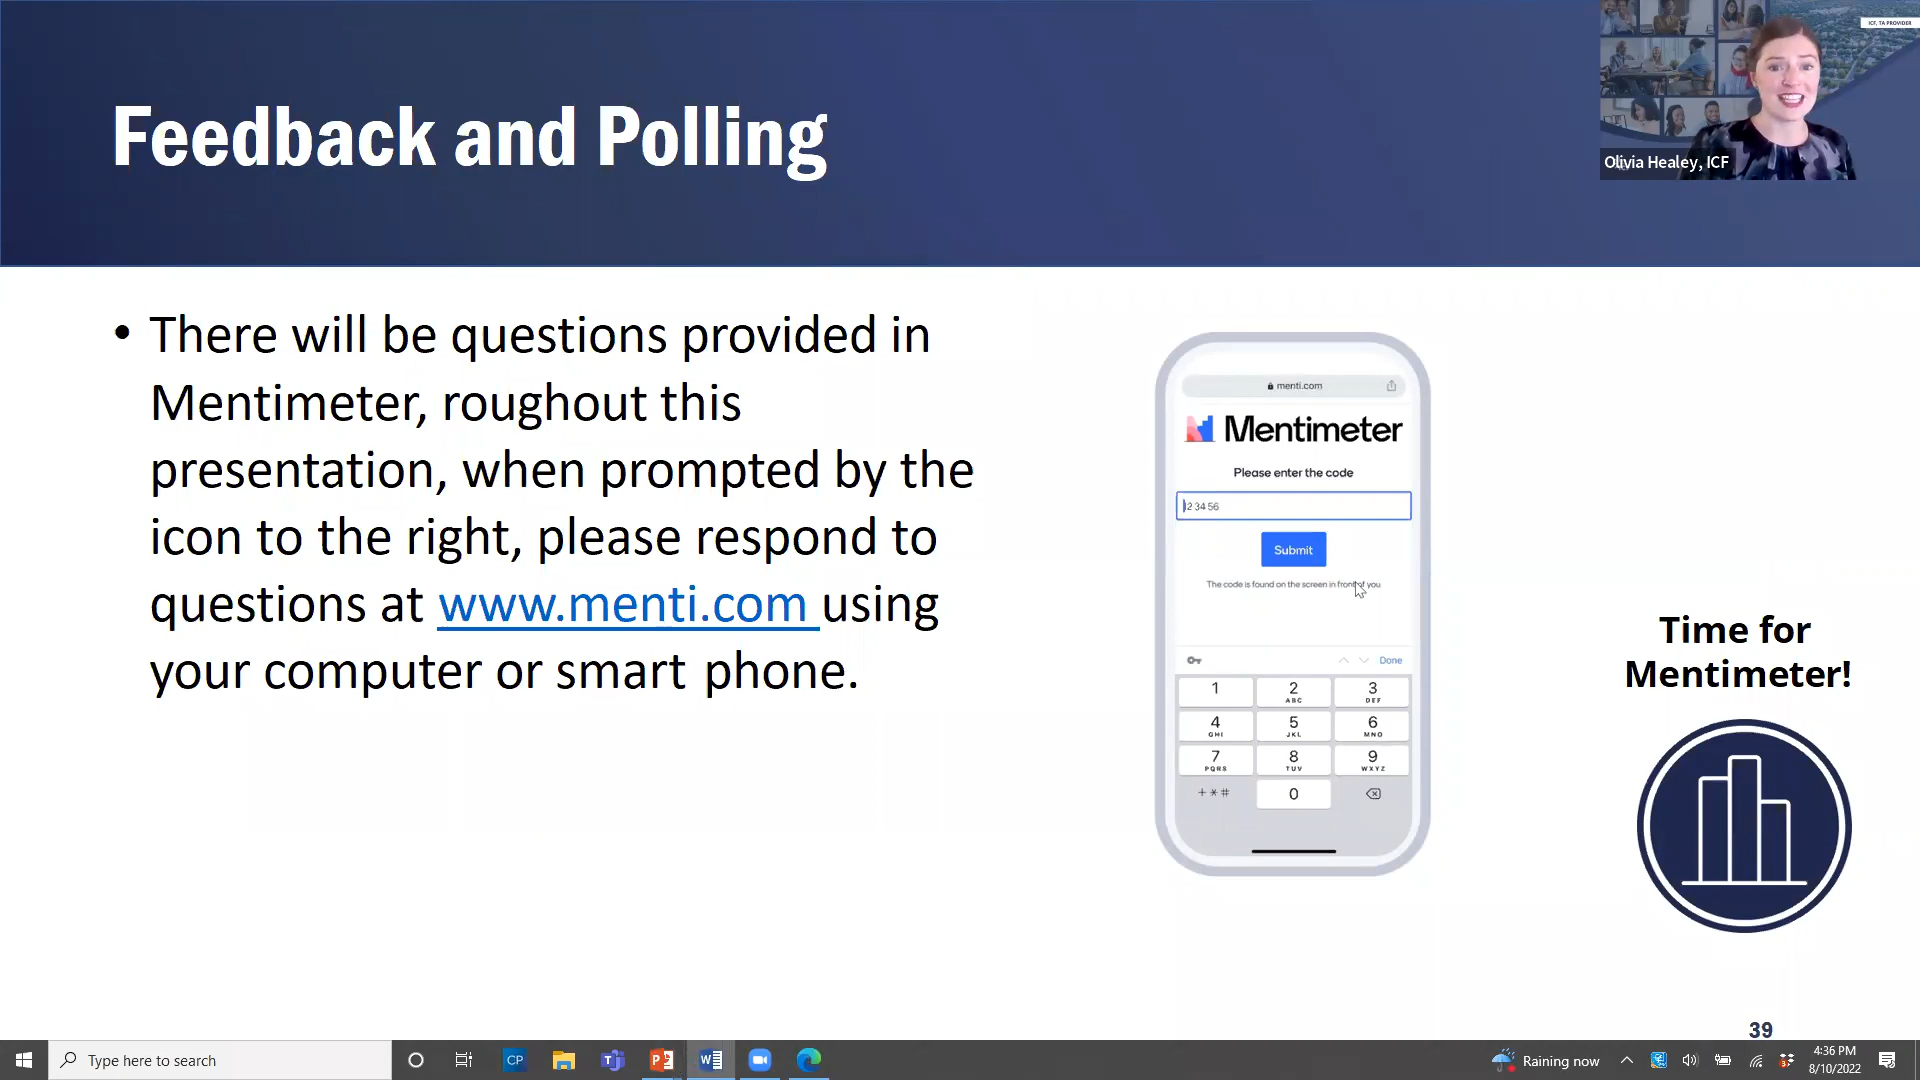 Feedback and Polling
ICF, TA PROVIDER
Olivia Healey, ICF
• There will be questions provided in
Mentimeter, roughout this
presentation, when prompted by the
icon to the right, please respond to
questions at www.menti.com using
your computer or smart phone.
menti.com
Mentimeter
Please enter the code
12 34 56
Submit
The code is found on the screen in front of you
Done
1 2 3
ABC DEF
4 5 6
GHI JKL MNO
7 8 9
PQRS TUV WXYZ
+ * # 0
Time for
Mentimeter!
39
Type here to search
CP
Raining now
4:36 PM
8/10/2022